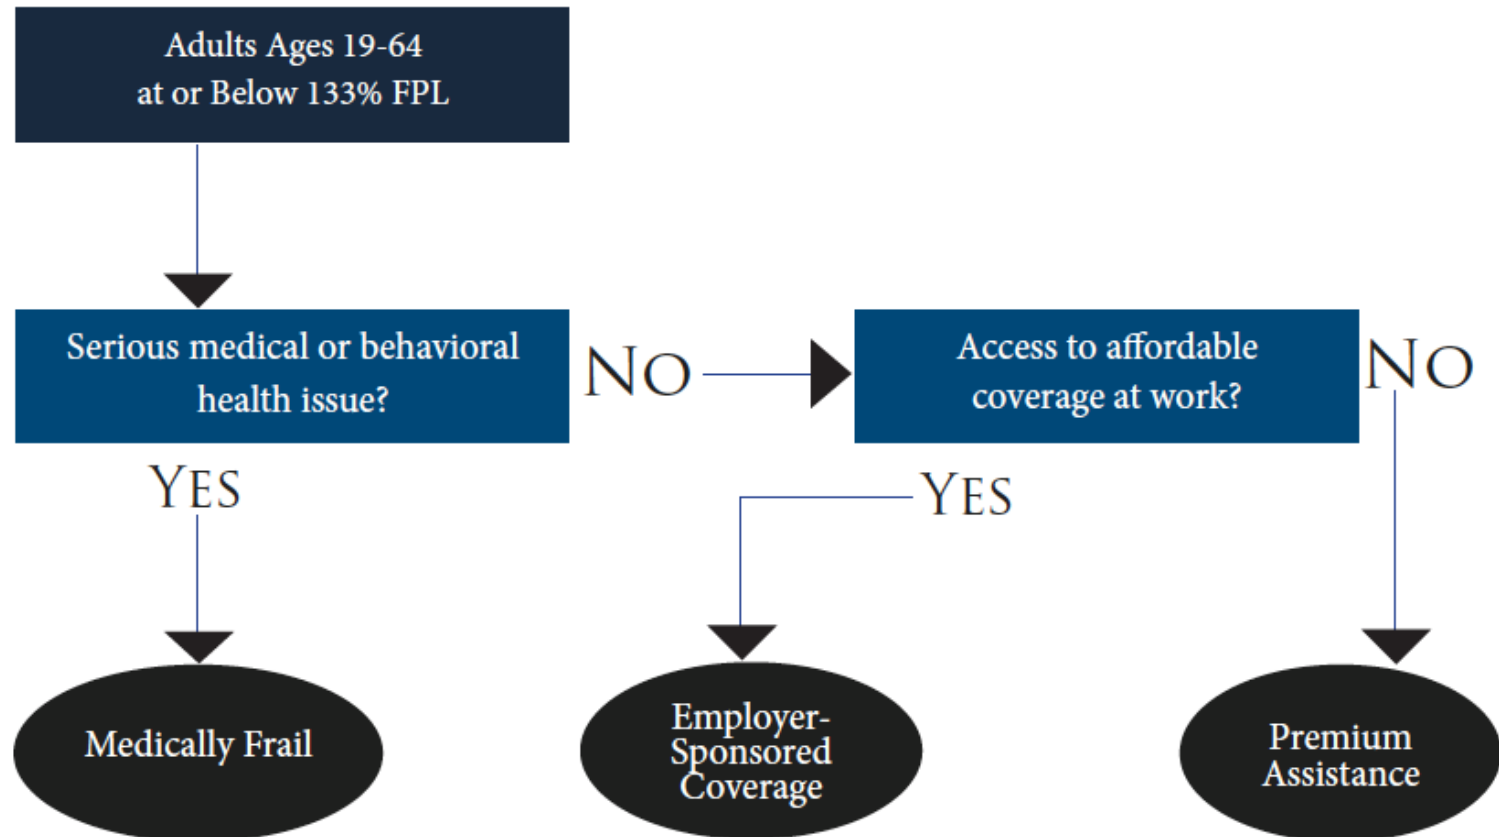 Adults Ages 19-64
at or Below 133% FPL
Serious medical or behavioral
health issue?
NO
Access to affordable
coverage at work?
NO
YES
YES
Medically Frail
Employer-
Sponsored
Coverage
Premium
Assistance